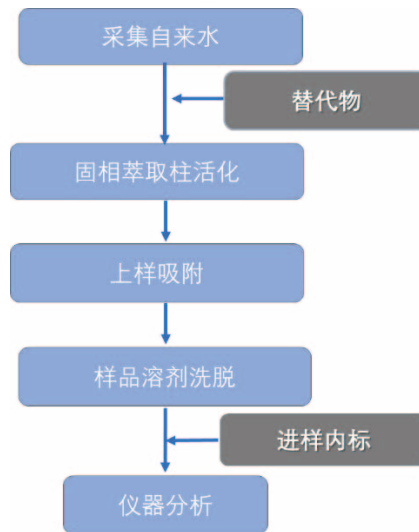 采集自来水
替代物
固相萃取柱活化
上样吸附
样品溶剂洗脱
进样内标
仪器分析